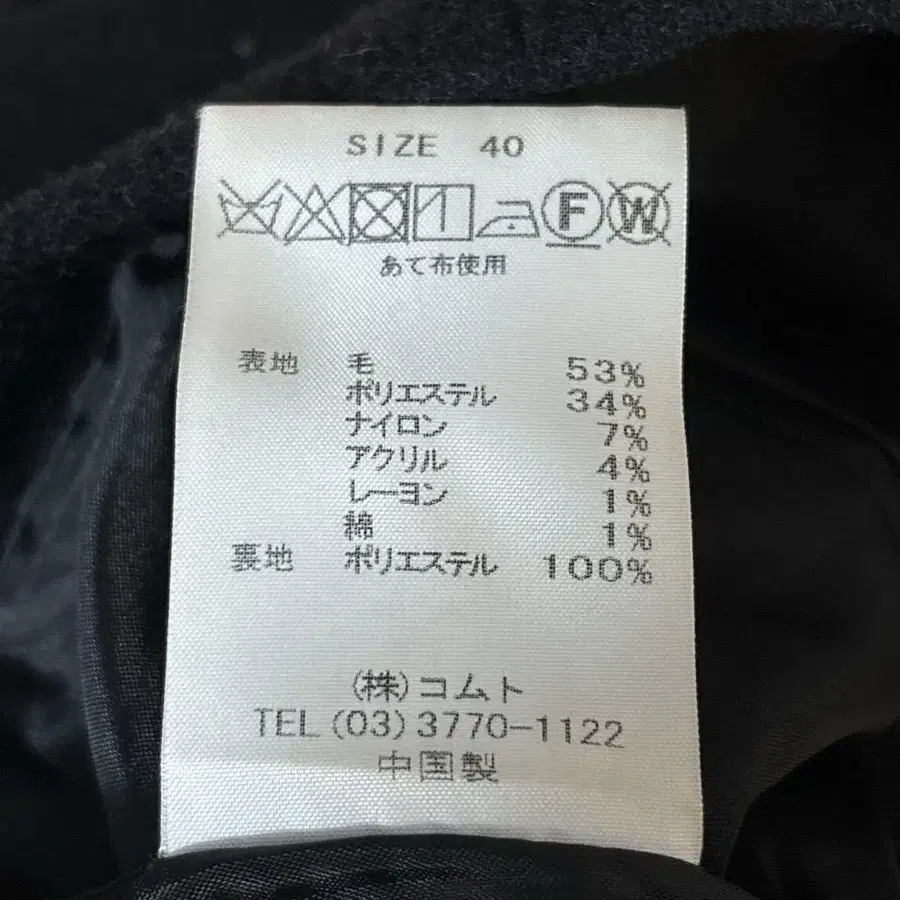 SIZE 40
F W
あて布使用
表地 毛 53%
ポリエステル 34%
ナイロン 7%
アクリル 4%
レーヨン 1%
綿 1%
裏地 ポリエステル 100%
(株)コムト
TEL(03)3770-1122
中国製